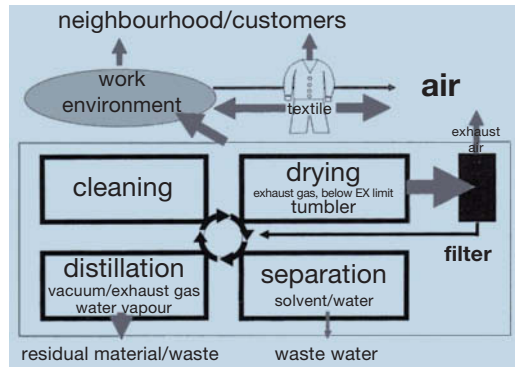 neighbourhood/customers
work
environment
textile
air
exhaust
air
cleaning
drying
exhaust gas, below EX limit
tumbler
filter
distillation
vacuum/exhaust gas
water vapour
separation
solvent/water
residual material/waste
waste water